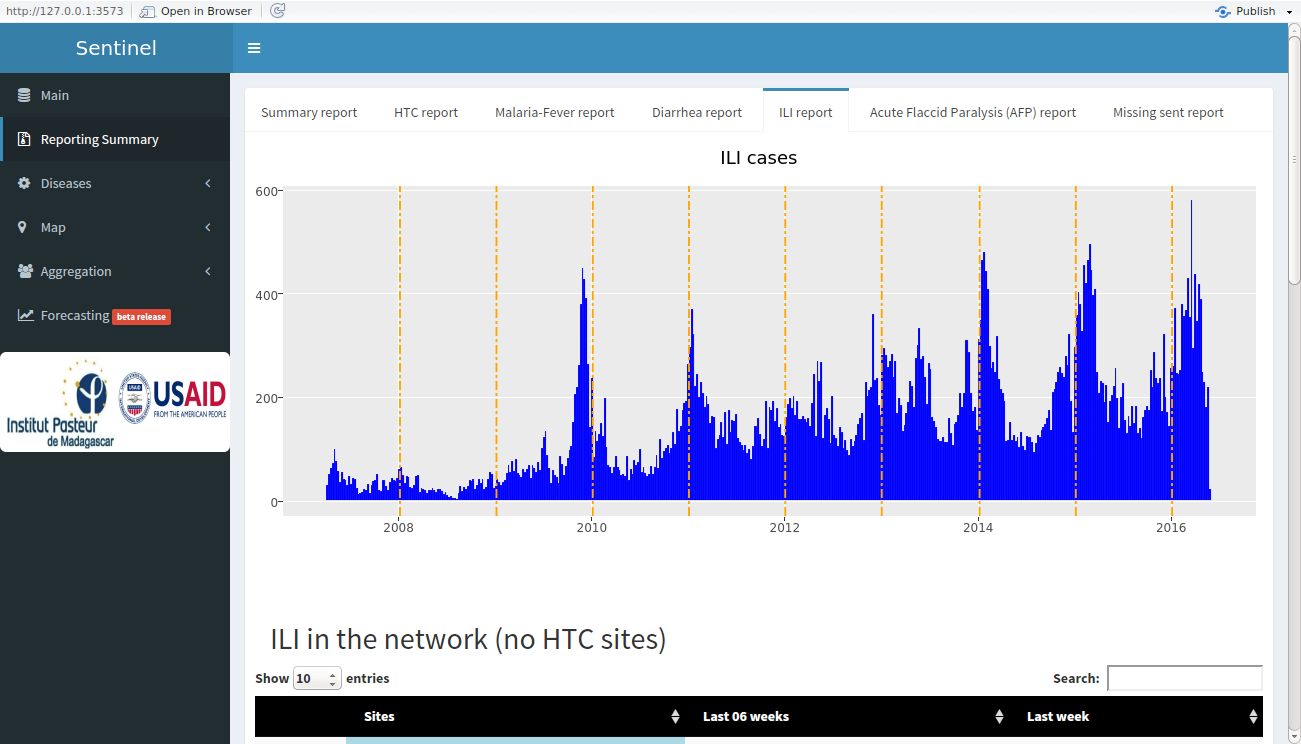 http://127.0.0.1:3573 Open in Browser Publish
Sentinel
Main
Reporting Summary
Diseases
Map
Aggregation
Forecasting beta release
Institut Pasteur
de Madagascar
USAID
USAID
FROM THE AMERICAN PEOPLE
Summary report HTC report Malaria-Fever report Diarrhea report ILI report Acute Flaccid Paralysis (AFP) report Missing sent report
ILI cases
600
400
200
0
2008 2010 2012 2014 2016
ILI in the network (no HTC sites)
Show 10 entries Search:
Sites Last 06 weeks Last week